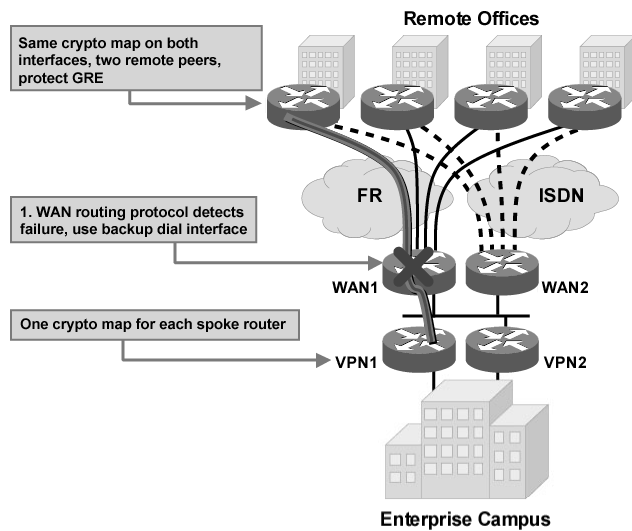 Remote Offices
Same crypto map on both
interfaces, two remote peers,
protect GRE
FR
ISDN
1. WAN routing protocol detects
failure, use backup dial interface
WAN1
WAN2
One crypto map for each spoke router
VPN1
VPN2
Enterprise Campus